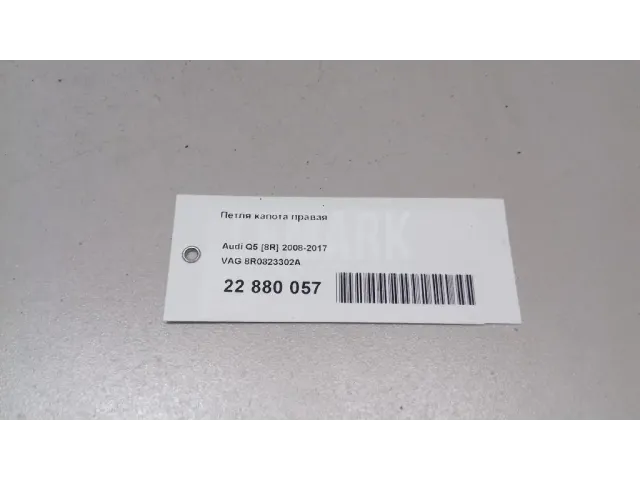 Петля капота правая
Audi Q5 [8R] 2008-2017
VAG 8R0823302A
22 880 057